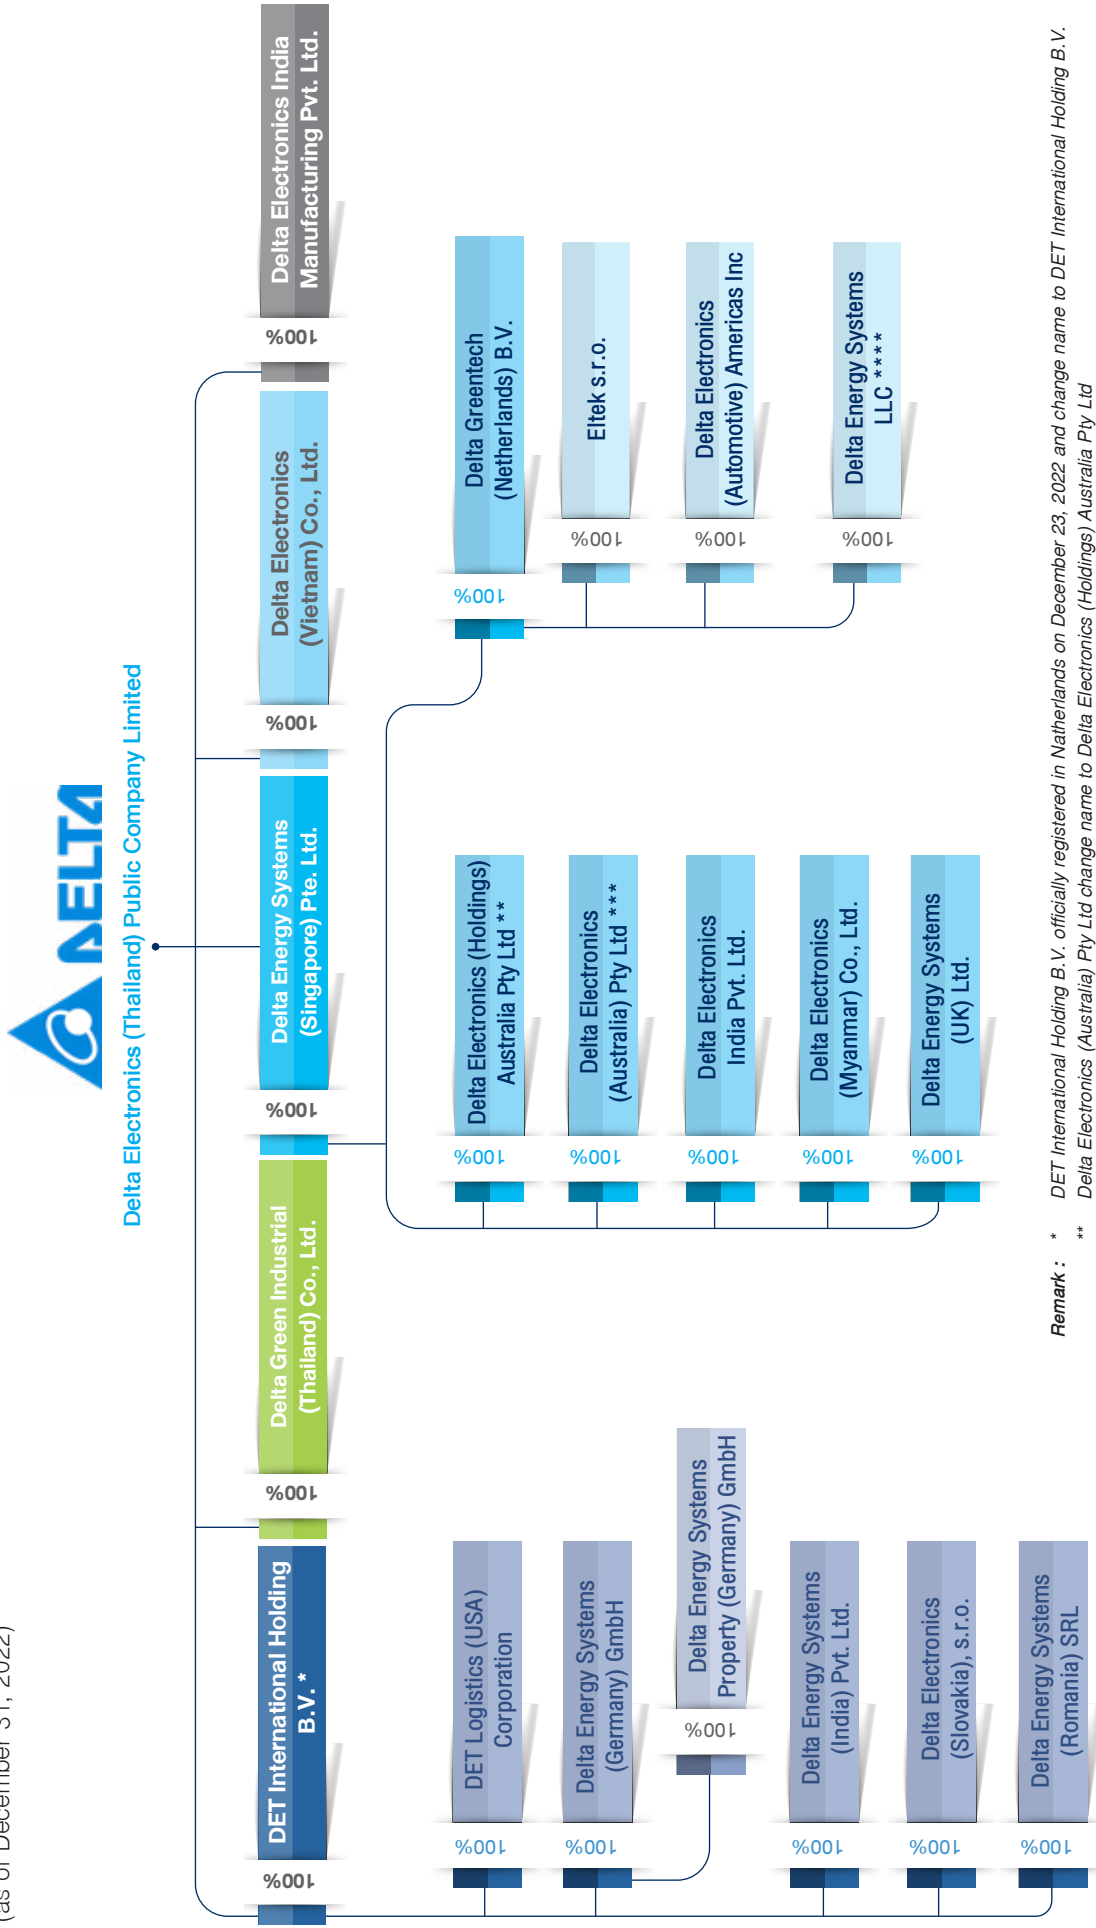 (as of December 31, 2022)
DELTA
Delta Electronics (Thailand) Public Company Limited
100%
DET International Holding
B.V. *
100%
Delta Green Industrial
(Thailand) Co., Ltd.
100%
Delta Energy Systems
(Singapore) Pte. Ltd.
100%
Delta Electronics
(Vietnam) Co., Ltd.
100%
Delta Electronics India
Manufacturing Pvt. Ltd.
100%
DET Logistics (USA)
Corporation
100%
Delta Energy Systems
(Germany) GmbH
100%
Delta Energy Systems
Property (Germany) GmbH
100%
Delta Energy Systems
(India) Pvt. Ltd.
100%
Delta Electronics
(Slovakia), s.r.o.
100%
Delta Energy Systems
(Romania) SRL
100%
Delta Electronics (Holdings)
Australia Pty Ltd **
100%
Delta Electronics
(Australia) Pty Ltd ***
100%
Delta Electronics
India Pvt. Ltd.
100%
Delta Electronics
(Myanmar) Co., Ltd.
100%
Delta Energy Systems
(UK) Ltd.
100%
Delta Greentech
(Netherlands) B.V.
100%
Eltek s.r.o.
100%
Delta Electronics
(Automotive) Americas Inc
100%
Delta Energy Systems
LLC ****
Remark : * DET International Holding B.V. officially registered in Natherlands on December 23, 2022 and change name to DET International Holding B.V.
** Delta Electronics (Australia) Pty Ltd change name to Delta Electronics (Holdings) Australia Pty Ltd